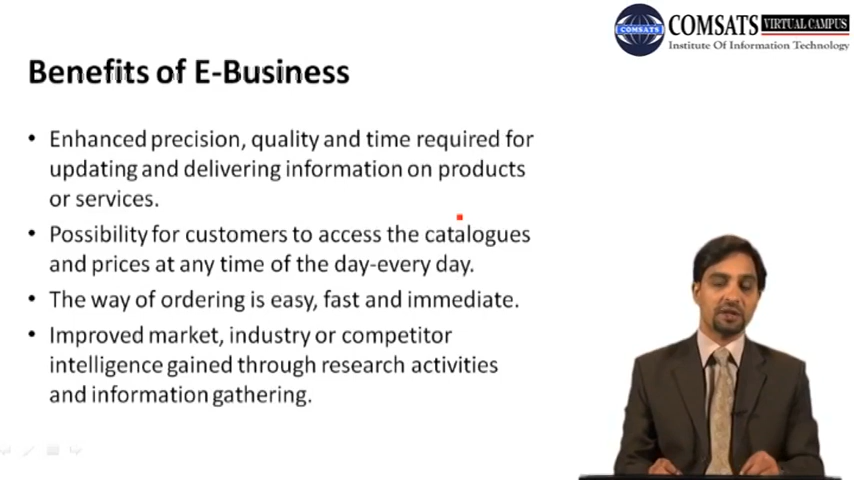 COMSATS
COMSATS VIRTUAL CAMPUS
Institute Of Information Technology
Benefits of E-Business
• Enhanced precision, quality and time required for
updating and delivering information on products
or services.
• Possibility for customers to access the catalogues
and prices at any time of the day-every day.
• The way of ordering is easy, fast and immediate.
• Improved market, industry or competitor
intelligence gained through research activities
and information gathering.